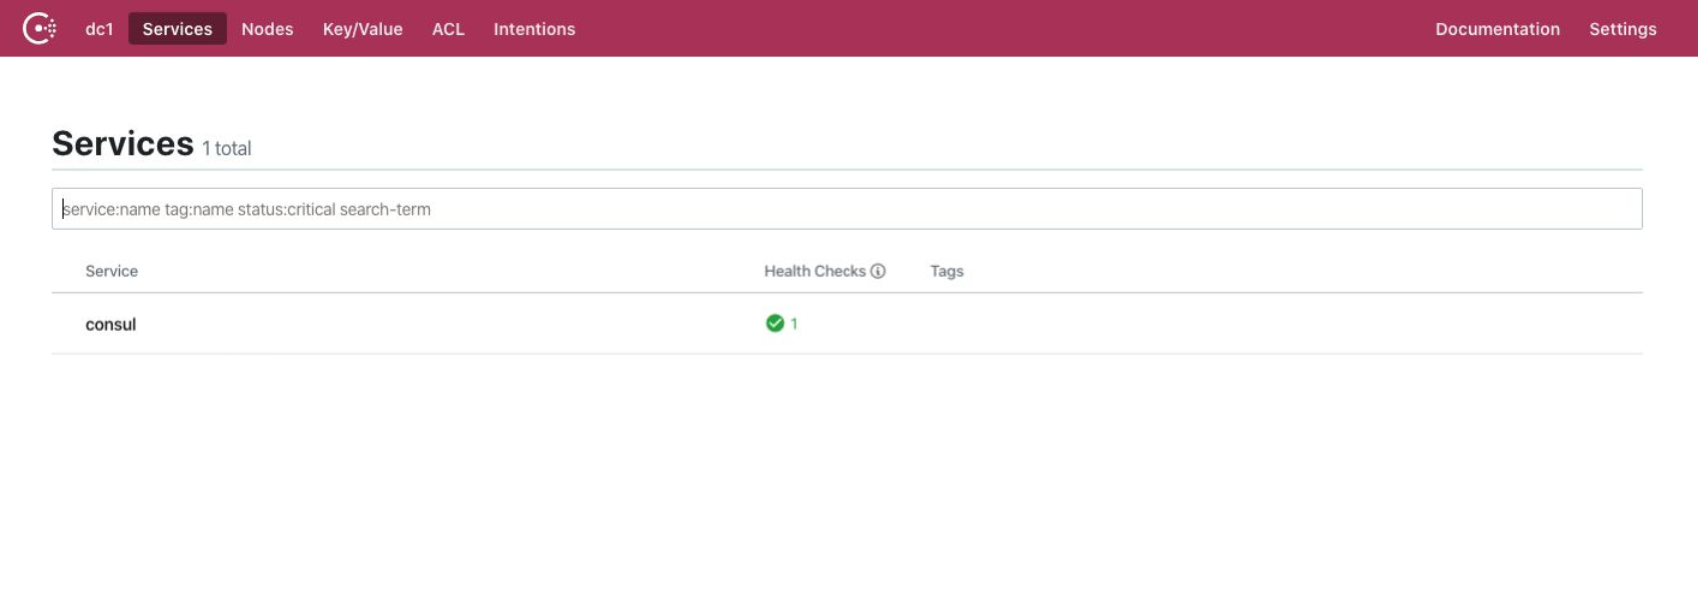 dc1 Services Nodes Key/Value ACL Intentions Documentation Settings
Services 1 total
service:name tag:name status:critical search-term
Service Health Checks Tags
consul 1